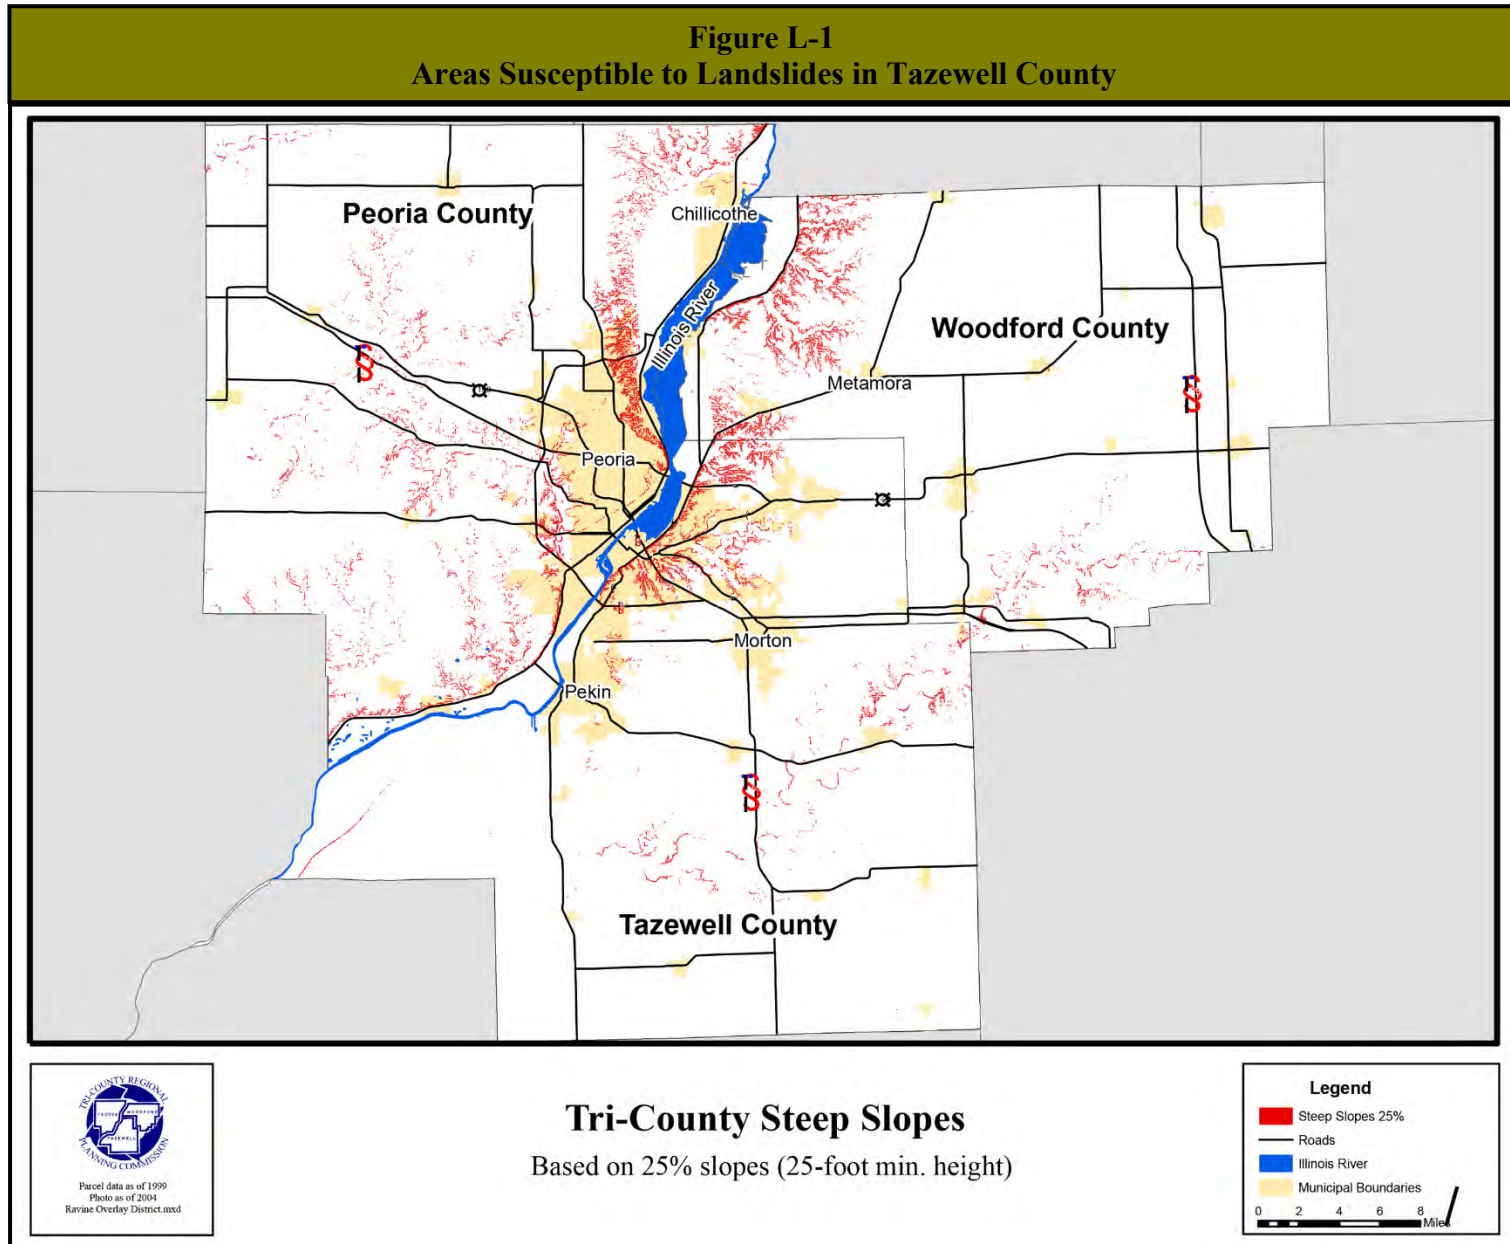 Figure L-1
Areas Susceptible to Landslides in Tazewell County
Peoria County
Chillicothe
Illinois River
Woodford County
Metamora
Peoria
Morton
Pekin
Tazewell County
TRI-COUNTY REGIONAL
PEORIA WOODFORD
TAZEWELL
PLANNING COMMISSION
Parcel data as of 1999
Photo as of 2004
Ravine Overlay District.mxd
Tri-County Steep Slopes
Based on 25% slopes (25-foot min. height)
Legend
Steep Slopes 25%
Roads
Illinois River
Municipal Boundaries
0 2 4 6 8
Miles